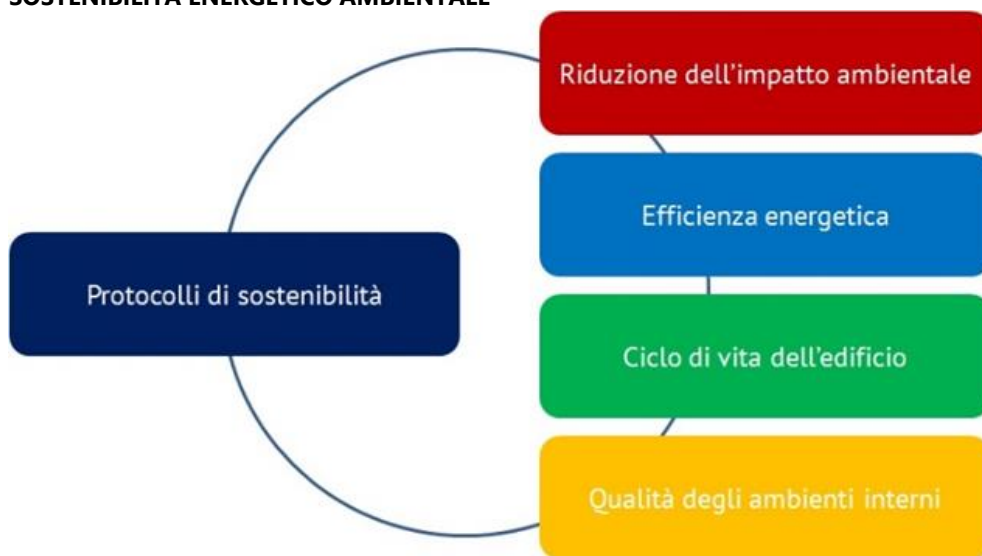 SOSTENIBILITÀ ENERGETICO AMBIENTALE
Riduzione dell'impatto ambientale
Efficienza energetica
Protocolli di sostenibilità
Ciclo di vita dell'edificio
Qualità degli ambienti interni